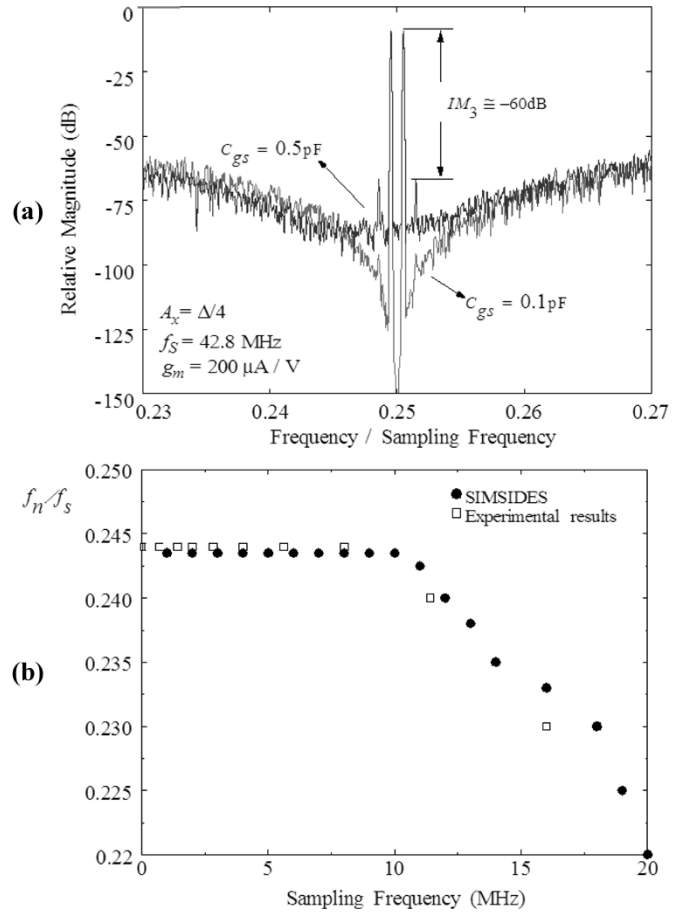 (a)
Relative Magnitude (dB)
0
-25
-50
-75
-100
-125
-150
IM3 ≅ −60dB
Cgs = 0.5pF
Cgs = 0.1pF
Ax = Δ/4
fS = 42.8 MHz
gm = 200 µA / V
0.23 0.24 0.25 0.26 0.27
Frequency / Sampling Frequency
(b)
fn/fs
0.250
0.245
0.240
0.235
0.230
0.225
0.22
SIMSIDES
Experimental results
0 5 10 15 20
Sampling Frequency (MHz)